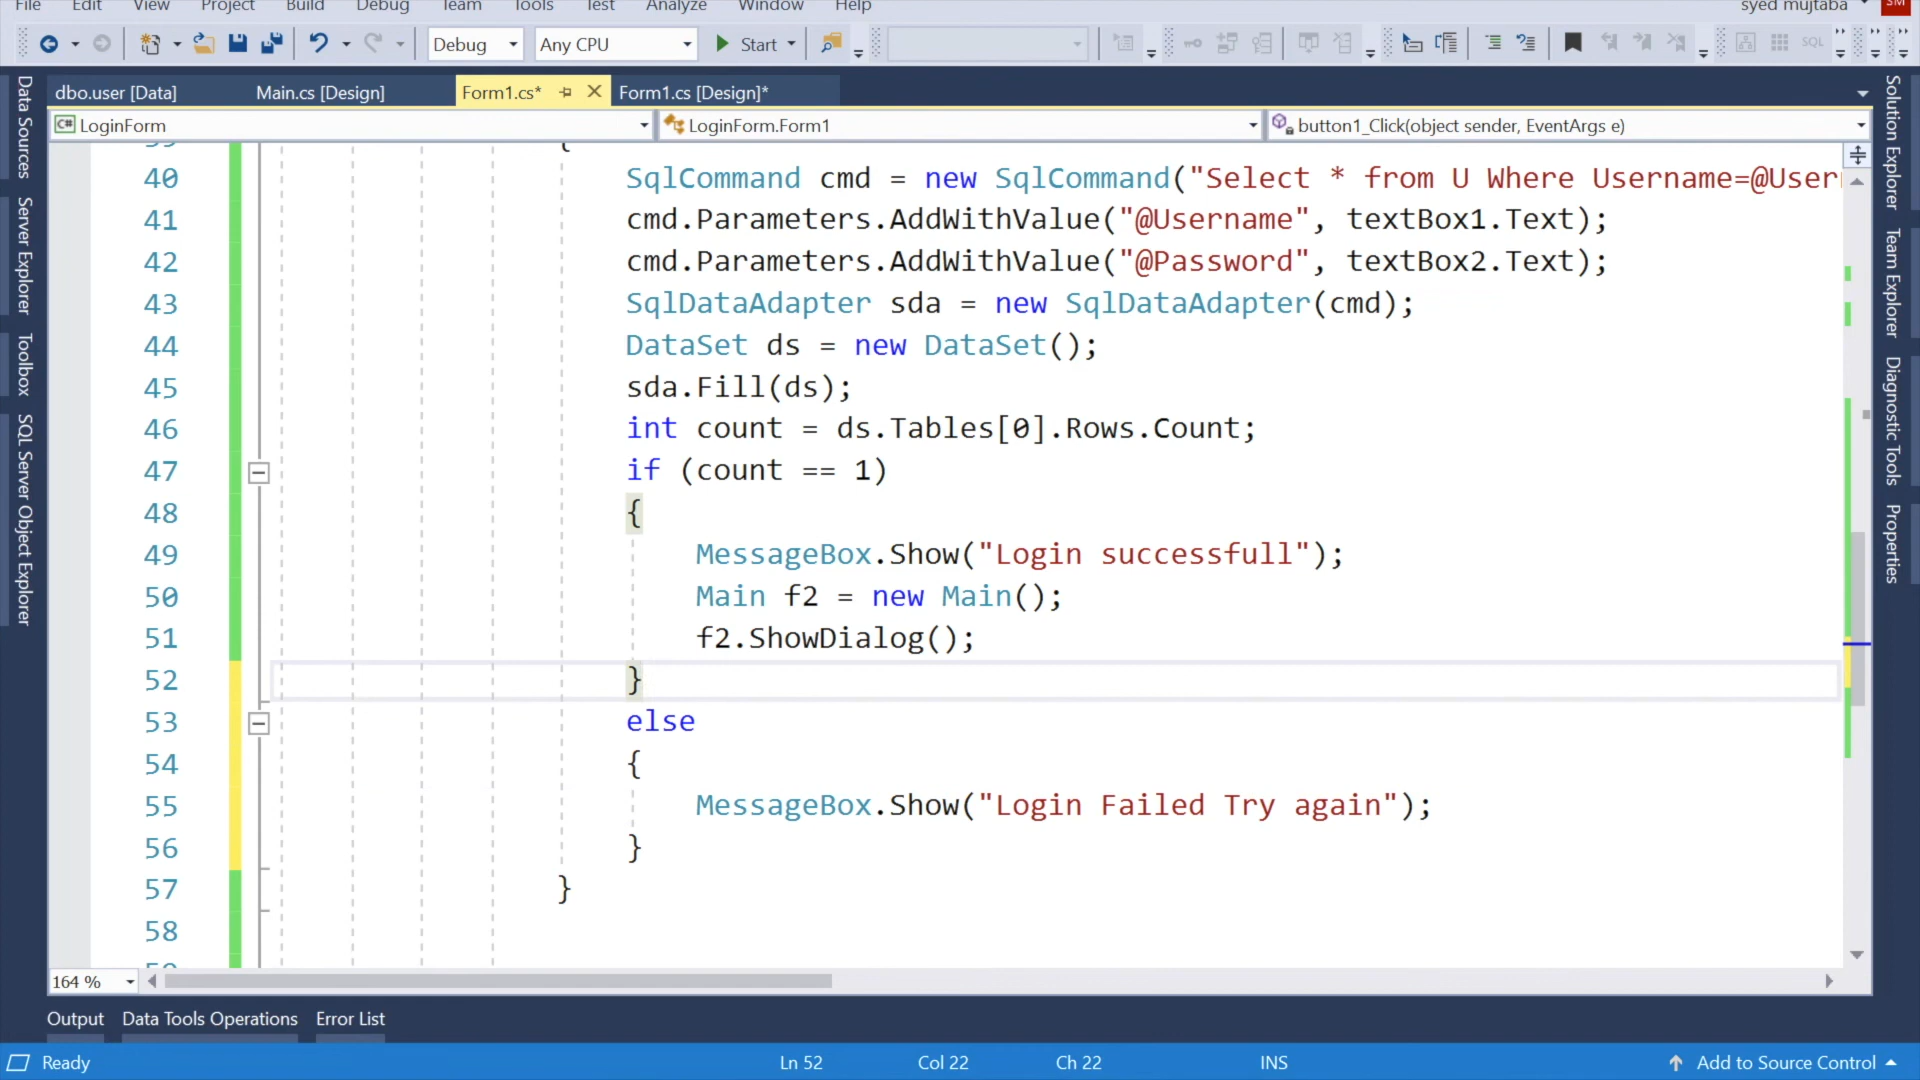 File Edit View Project Build Debug Team Tools Test Analyze Window Help syed mujtaba SM
Debug Any CPU Start SQL
dbo.user [Data] Main.cs [Design] Form1.cs* Form1.cs [Design]*
C# LoginForm LoginForm.Form1 button1_Click(object sender, EventArgs e)
Data Sources
Server Explorer
Toolbox
SQL Server Object Explorer
{
40 SqlCommand cmd = new SqlCommand("Select * from U Where Username=@User
41 cmd.Parameters.AddWithValue("@Username", textBox1.Text);
42 cmd.Parameters.AddWithValue("@Password", textBox2.Text);
43 SqlDataAdapter sda = new SqlDataAdapter(cmd);
44 DataSet ds = new DataSet();
45 sda.Fill(ds);
46 int count = ds.Tables[0].Rows.Count;
47 if (count == 1)
48 {
49 MessageBox.Show("Login successfull");
50 Main f2 = new Main();
51 f2.ShowDialog();
52 }
53 else
54 {
55 MessageBox.Show("Login Failed Try again");
56 }
57 }
58
Solution Explorer
Team Explorer
Diagnostic Tools
Properties
164 %
Output Data Tools Operations Error List
Ready Ln 52 Col 22 Ch 22 INS Add to Source Control